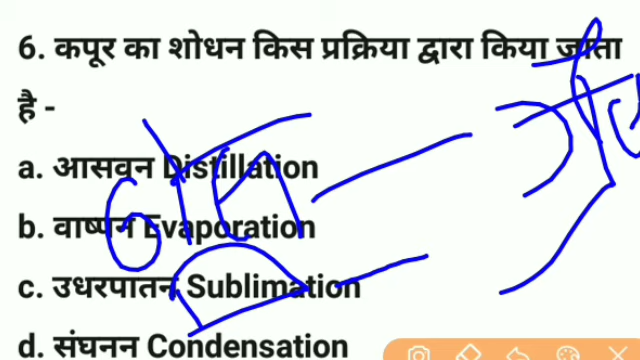 6. कपूर का शोधन किस प्रक्रिया द्वारा किया जाता
है -
a. आसवन Distillation
b. वाष्पन Evaporation
c. उधरपातन Sublimation
d. संघनन Condensation